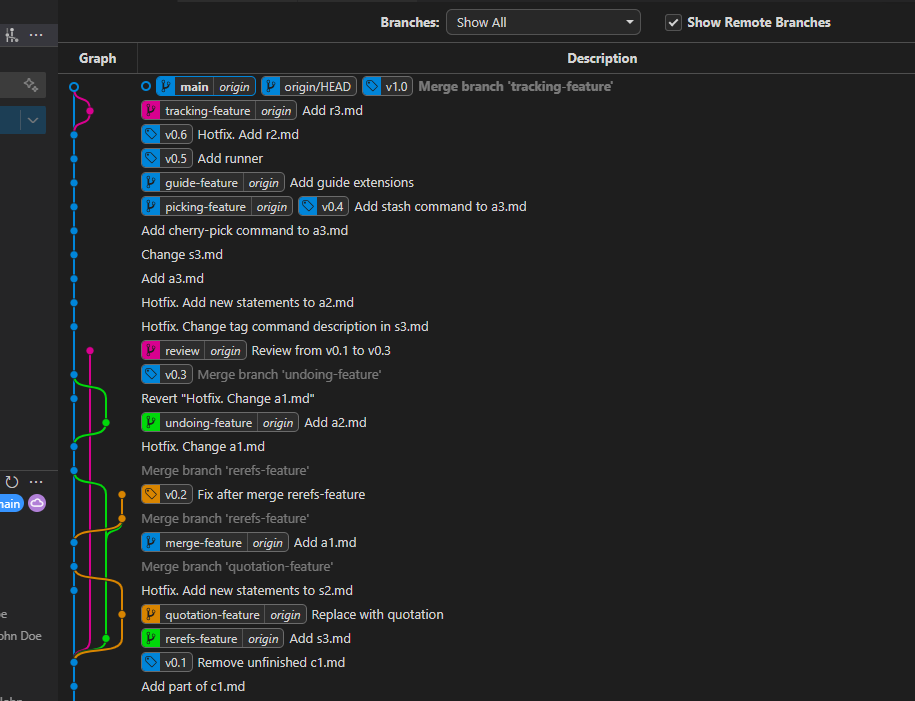 Branches: Show All Show Remote Branches
Graph Description
main origin origin/HEAD v1.0 Merge branch 'tracking-feature'
tracking-feature origin Add r3.md
v0.6 Hotfix. Add r2.md
v0.5 Add runner
guide-feature origin Add guide extensions
picking-feature origin v0.4 Add stash command to a3.md
Add cherry-pick command to a3.md
Change s3.md
Add a3.md
Hotfix. Add new statements to a2.md
Hotfix. Change tag command description in s3.md
review origin Review from v0.1 to v0.3
v0.3 Merge branch 'undoing-feature'
Revert "Hotfix. Change a1.md"
undoing-feature origin Add a2.md
Hotfix. Change a1.md
Merge branch 'rerefs-feature'
v0.2 Fix after merge rerefs-feature
Merge branch 'rerefs-feature'
merge-feature origin Add a1.md
Merge branch 'quotation-feature'
Hotfix. Add new statements to s2.md
quotation-feature origin Replace with quotation
rerefs-feature origin Add s3.md
ohn Doe
v0.1 Remove unfinished c1.md
Add part of c1.md